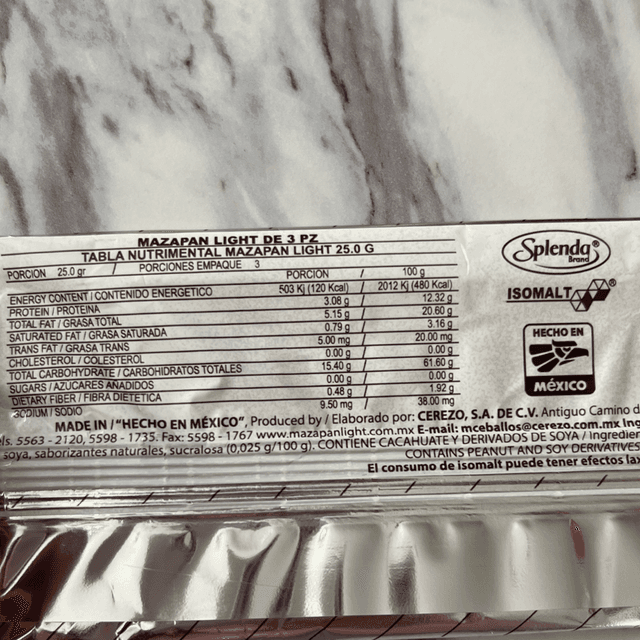 MAZAPAN LIGHT DE 3 PZ
TABLA NUTRIMENTAL MAZAPAN LIGHT 25.0 G
PORCION 25.0 gr / PORCIONES EMPAQUE 3
PORCION / 100 g
ENERGY CONTENT / CONTENIDO ENERGETICO 503 Kj (120 Kcal) / 2012 Kj (480 Kcal)
PROTEIN / PROTEINA 3.08 g / 12.32 g
TOTAL FAT / GRASA TOTAL 5.15 g / 20.60 g
SATURATED FAT / GRASA SATURADA 0.79 g / 3.16 g
TRANS FAT / GRASA TRANS 5.00 mg / 20.00 mg
CHOLESTEROL / COLESTEROL 0.00 g / 0.00 g
TOTAL CARBOHYDRATE / CARBOHIDRATOS TOTALES 15.40 g / 61.60 g
SUGARS / AZUCARES AÑADIDOS 0.00 g / 0.00 g
DIETARY FIBER / FIBRA DIETETICA 0.48 g / 1.92 g
SODIUM / SODIO 9.50 mg / 38.00 mg
Splenda®
Brand
ISOMALT ®
HECHO EN
MÉXICO
MADE IN / "HECHO EN MÉXICO", Produced by / Elaborado por: CEREZO, S.A. DE C.V. Antiguo Camino d
els. 5563 - 2120, 5598 - 1735. Fax: 5598 - 1767 www.mazapanlight.com.mx E-mail: mceballos@cerezo.com.mx Ing
soya, saborizantes naturales, sucralosa (0,025 g/100 g). CONTIENE CACAHUATE Y DERIVADOS DE SOYA / Ingredien
CONTAINS PEANUT AND SOY DERIVATIVES
El consumo de isomalt puede tener efectos lax